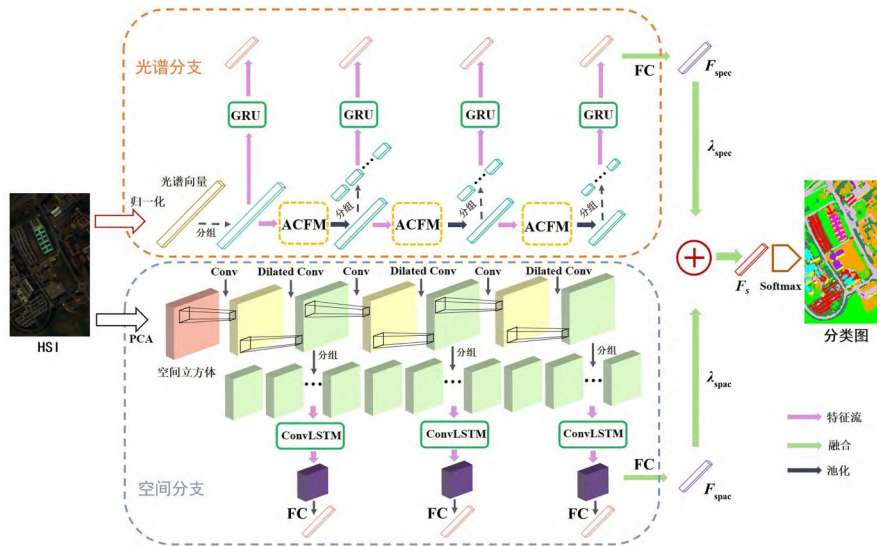 光谱分支
FC
F_spec
GRU
GRU
GRU
GRU
λ_spec
光谱向量
归一化
分组
ACFM
分组
ACFM
分组
ACFM
分组
F_s
Softmax
Conv
Dilated Conv
Conv
Dilated Conv
Conv
Dilated Conv
HSI
PCA
空间立方体
分组
分组
分组
分类图
λ_spac
ConvLSTM
ConvLSTM
ConvLSTM
特征流
融合
池化
空间分支
FC
F_spac
FC
FC
FC